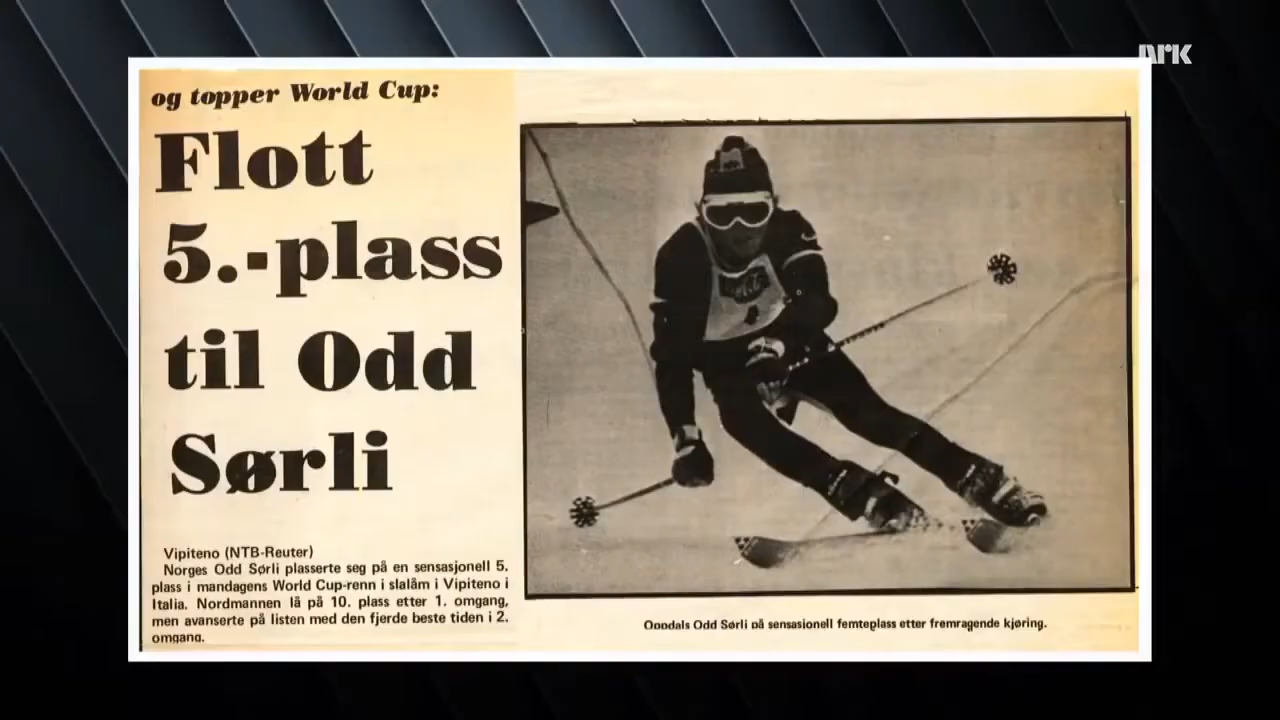 og topper World Cup:
Flott
5.-plass
til Odd
Sørli
Vipiteno (NTB-Reuter)
Norges Odd Sørli plasserte seg på en sensasjonell 5.
plass i mandagens World Cup-renn i slalåm i Vipiteno i
Italia. Nordmannen lå på 10. plass etter 1. omgang,
men avanserte på listen med den fjerde beste tiden i 2.
omgang.
Oppdals Odd Sørli på sensasjonell femteplass etter fremragende kjøring.